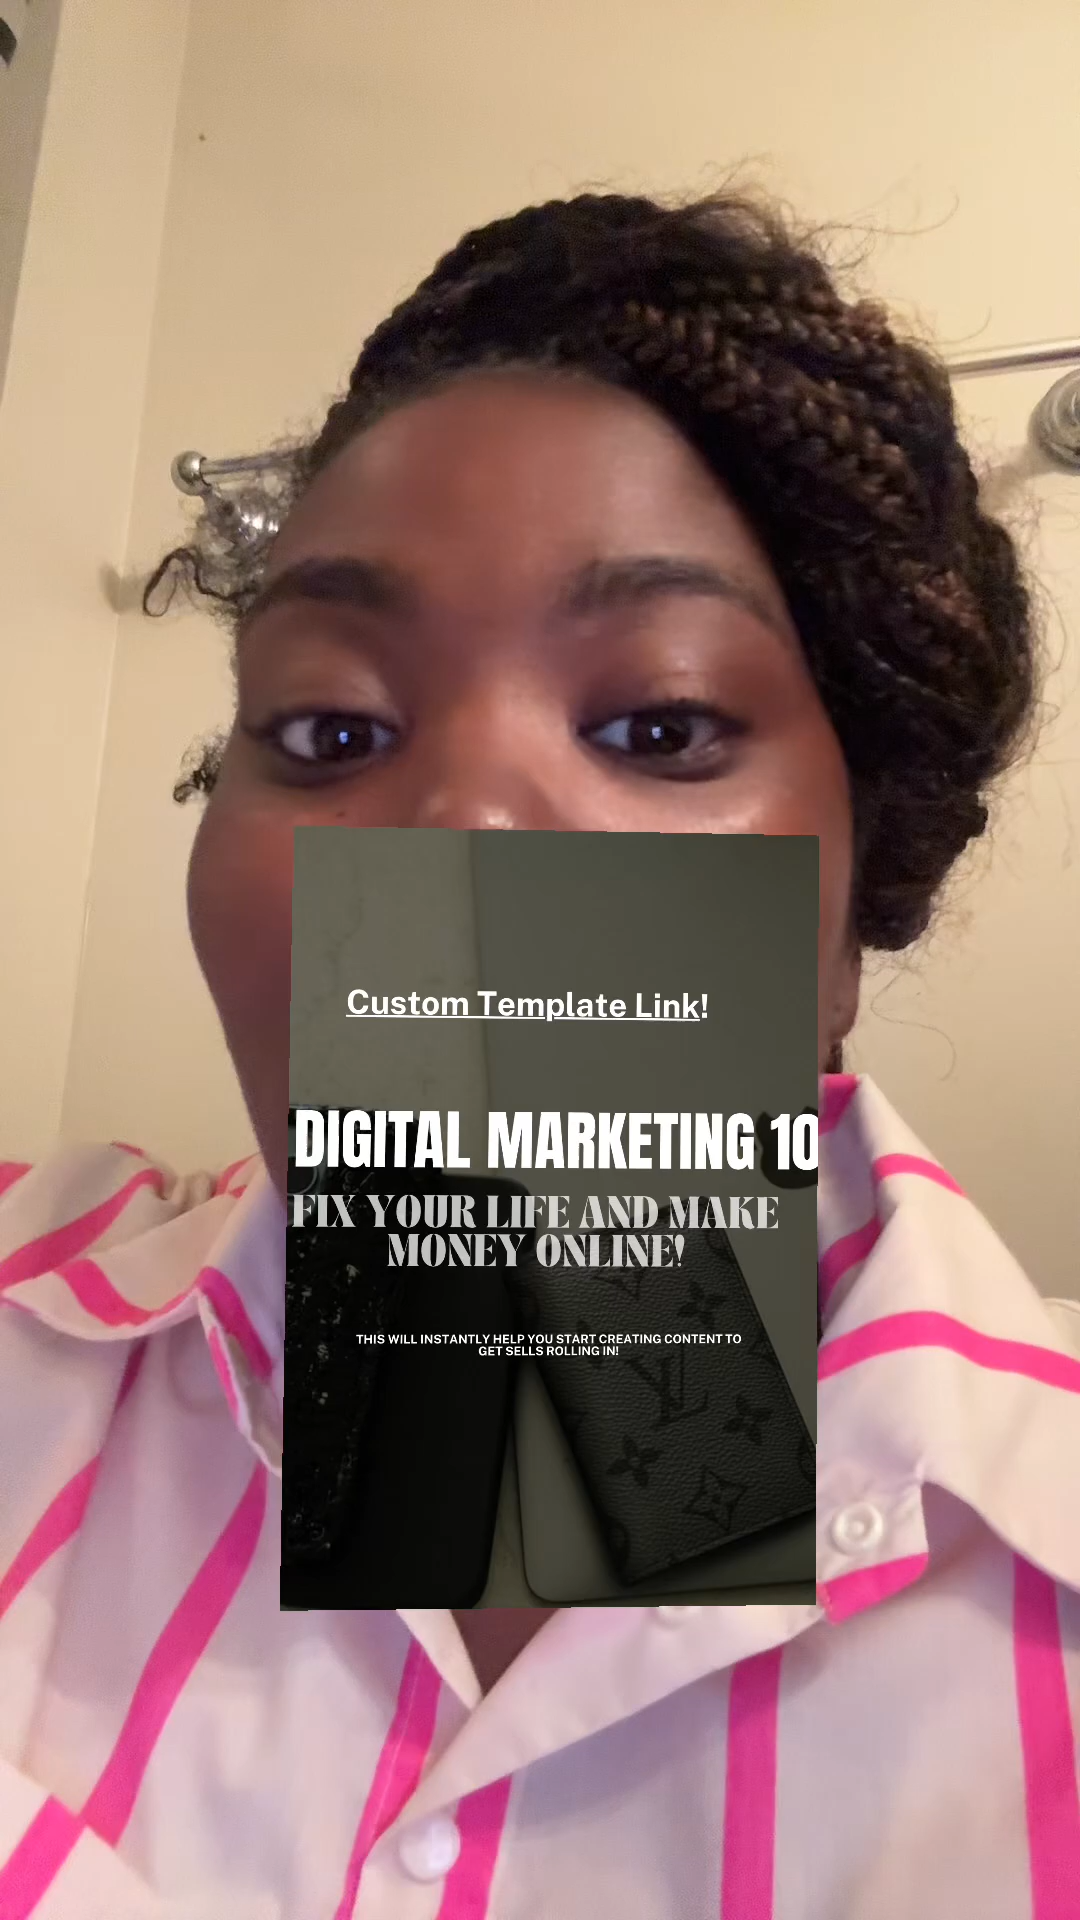 Custom Template Link!
DIGITAL MARKETING 10
FIX YOUR LIFE AND MAKE
MONEY ONLINE!
THIS WILL INSTANTLY HELP YOU START CREATING CONTENT TO
GET SELLS ROLLING IN!